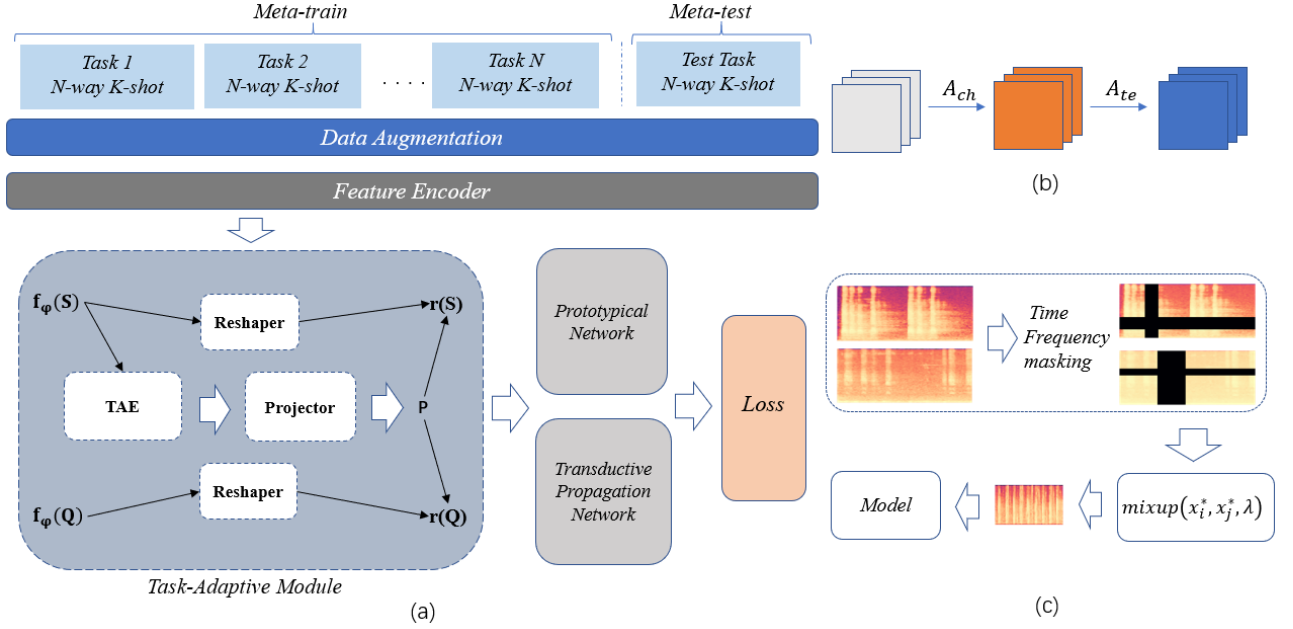 Meta-train
Meta-test
Task 1
N-way K-shot
Task 2
N-way K-shot
. . . .
Task N
N-way K-shot
Test Task
N-way K-shot
Data Augmentation
Feature Encoder
f_φ(S)
Reshaper
r(S)
TAE
Projector
P
f_φ(Q)
Reshaper
r(Q)
Task-Adaptive Module
Prototypical
Network
Transductive
Propagation
Network
Loss
(a)
A_ch
A_te
(b)
Time
Frequency
masking
mixup(x_i^*, x_j^*, λ)
Model
(c)